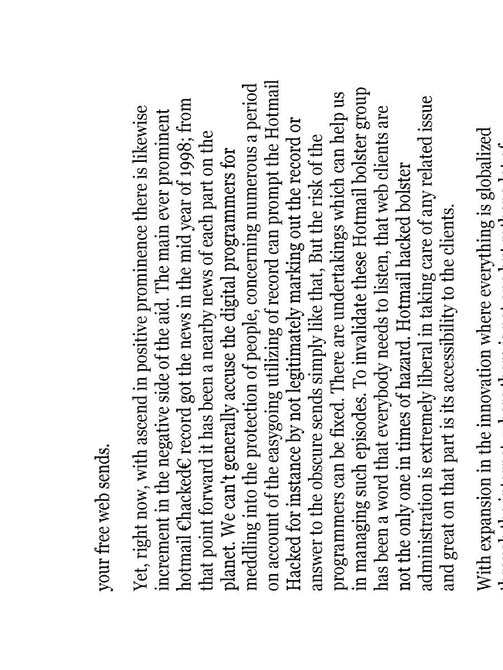 your free web sends.
Yet, right now, with ascend in positive prominence there is likewise
increment in the negative side of the aid. The main ever prominent
hotmail €hacked€ record got the news in the mid year of 1998; from
that point forward it has been a nearby news of each part on the
planet. We can't generally accuse the digital programmers for
meddling into the protection of people, concerning numerous a period
on account of the easygoing utilizing of record can prompt the Hotmail
Hacked for instance by not legitimately marking out the record or
answer to the obscure sends simply like that, But the risk of the
programmers can be fixed. There are undertakings which can help us
in managing such episodes. To invalidate these Hotmail bolster group
has been a word that everybody needs to listen, that web clients are
not the only one in times of hazard. Hotmail hacked bolster
administration is extremely liberal in taking care of any related issue
and great on that part is its accessibility to the clients.
With expansion in the innovation where everything is globalized